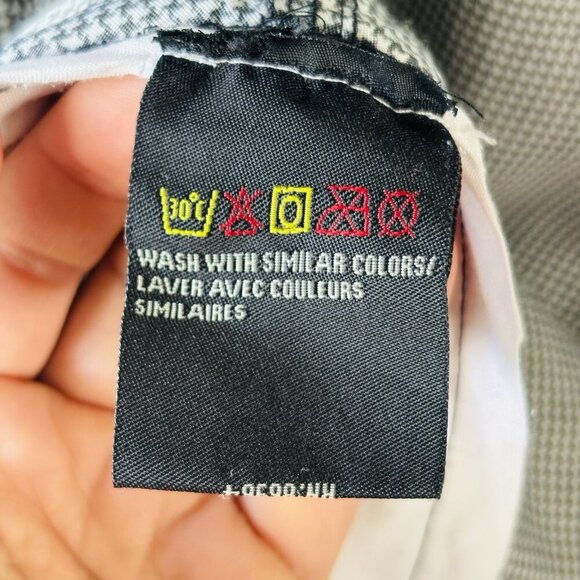 30°C
WASH WITH SIMILAR COLORS/
LAVER AVEC COULEURS
SIMILAIRES